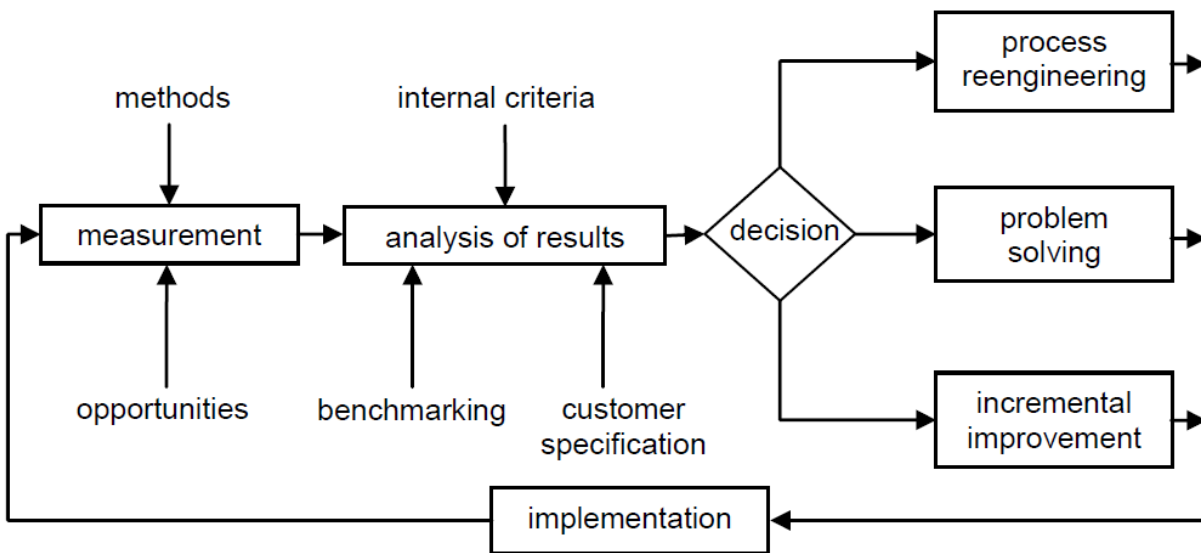 process
reengineering
methods
internal criteria
measurement
analysis of results
decision
problem
solving
opportunities
benchmarking
customer
specification
incremental
improvement
implementation